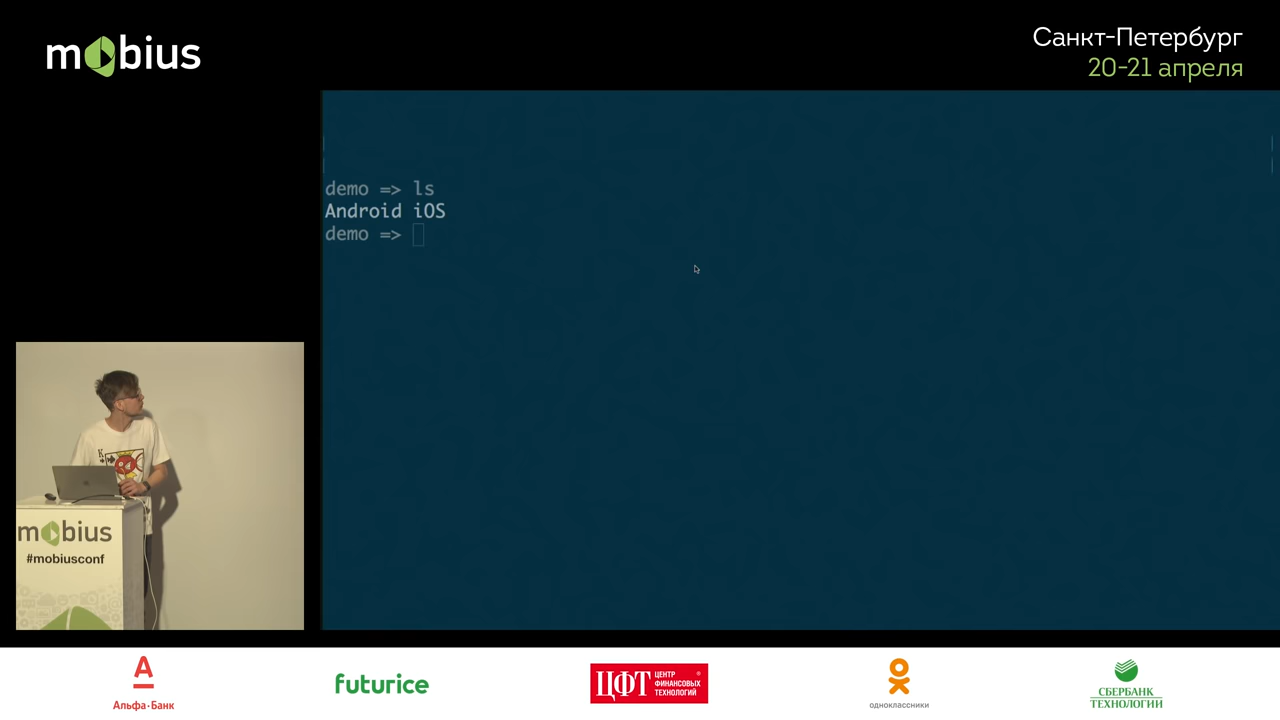 mobius
Санкт-Петербург
20-21 апреля
demo => ls
Android iOS
demo =>
K
mobius
#mobiusconf
А
Альфа·Банк
futurice
ЦФТ
ЦЕНТР
ФИНАНСОВЫХ
ТЕХНОЛОГИЙ
®
одноклассники
СБЕРБАНК
ТЕХНОЛОГИИ